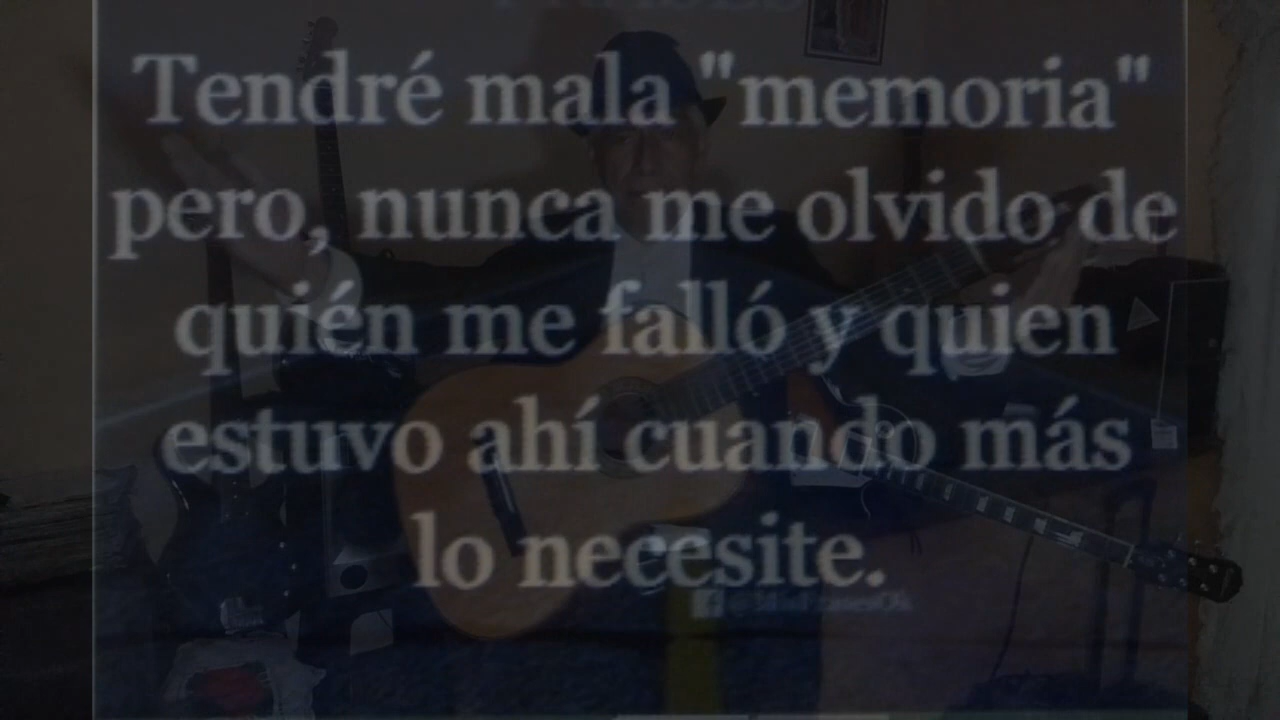 Tendré mala "memoria"
pero, nunca me olvido de
quién me falló y quien
estuvo ahí cuando más
lo necesite.